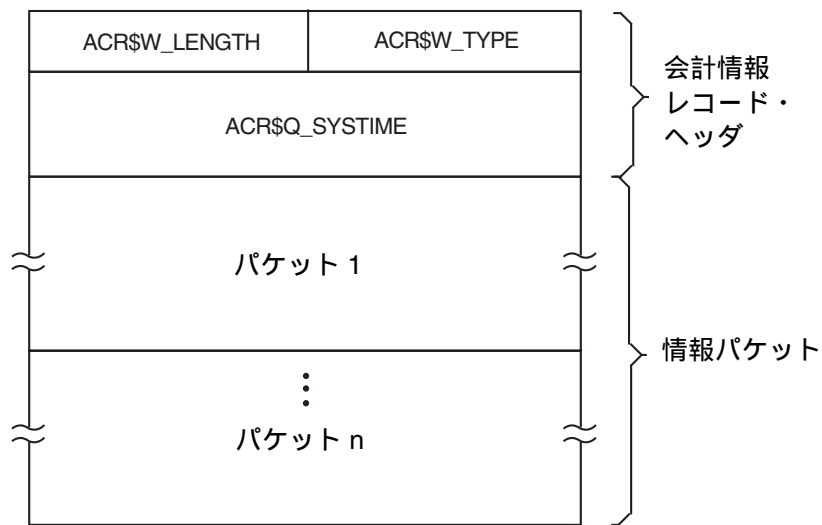 ACR$W_LENGTH
ACR$W_TYPE
会計情報
レコード・
ヘッダ
ACR$Q_SYSTIME
パケット 1
情報パケット
パケット n